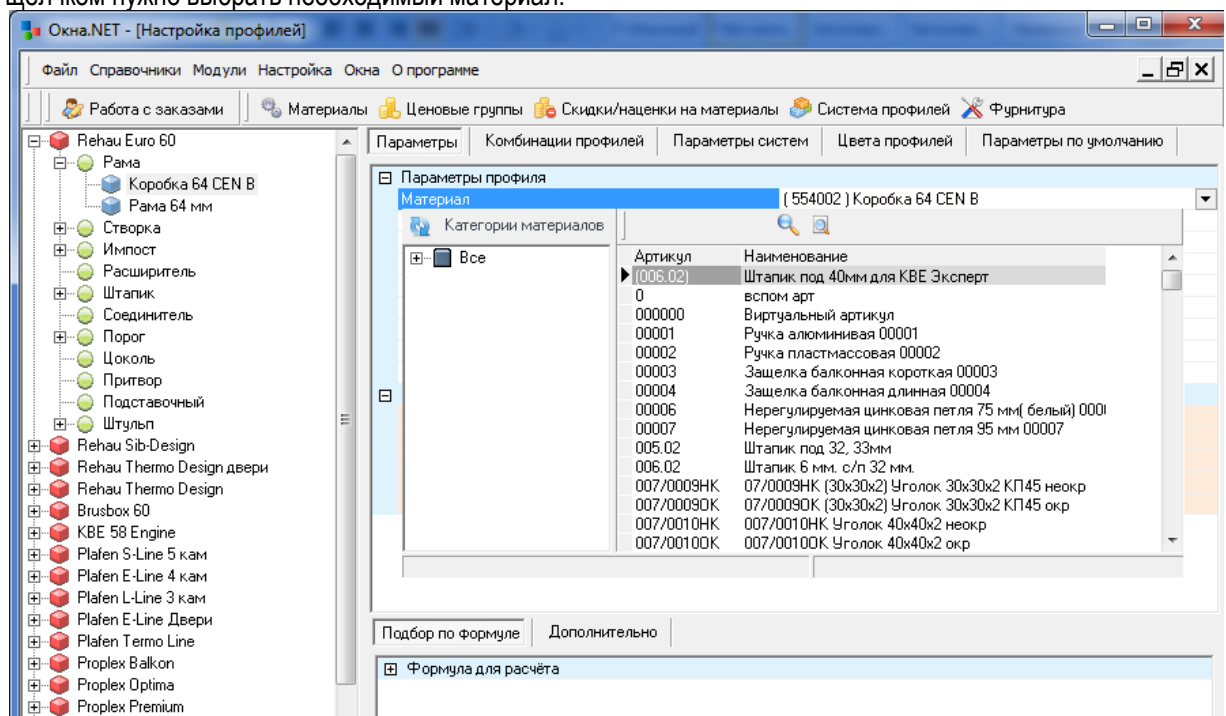 щелчком нужно выбрать необходимый материал.
Окна.NET - [Настройка профилей]
Файл Справочники Модули Настройка Окна О программе
Работа с заказами Материалы Ценовые группы Скидки/наценки на материалы Система профилей Фурнитура
Rehau Euro 60
Рама
Коробка 64 CEN B
Рама 64 мм
Створка
Импост
Расширитель
Штапик
Соединитель
Порог
Цоколь
Притвор
Подставочный
Штульп
Rehau Sib-Design
Rehau Thermo Design двери
Rehau Thermo Design
Brusbox 60
KBE 58 Engine
Plafen S-Line 5 кам
Plafen E-Line 4 кам
Plafen L-Line 3 кам
Plafen E-Line Двери
Plafen Termo Line
Proplex Balkon
Proplex Optima
Proplex Premium
Параметры Комбинации профилей Параметры систем Цвета профилей Параметры по умолчанию
Параметры профиля
Материал ( 554002 ) Коробка 64 CEN B
Категории материалов
Все
Артикул Наименование
(006.02) Штапик под 40мм для КВЕ Эксперт
0 вспом арт
000000 Виртуальный артикул
00001 Ручка алюминивая 00001
00002 Ручка пластмассовая 00002
00003 Защелка балконная короткая 00003
00004 Защелка балконная длинная 00004
00006 Нерегулируемая цинковая петля 75 мм( белый) 000
00007 Нерегулируемая цинковая петля 95 мм 00007
005.02 Штапик под 32, 33мм
006.02 Штапик 6 мм. с/п 32 мм.
007/0009НК 07/0009НК (30х30х2) Уголок 30х30х2 КП45 неокр
007/0009ОК 07/0009ОК (30х30х2) Уголок 30х30х2 КП45 окр
007/0010НК 007/0010НК Уголок 40х40х2 неокр
007/0010ОК 007/0010ОК Уголок 40х40х2 окр
Подбор по формуле Дополнительно
Формула для расчёта